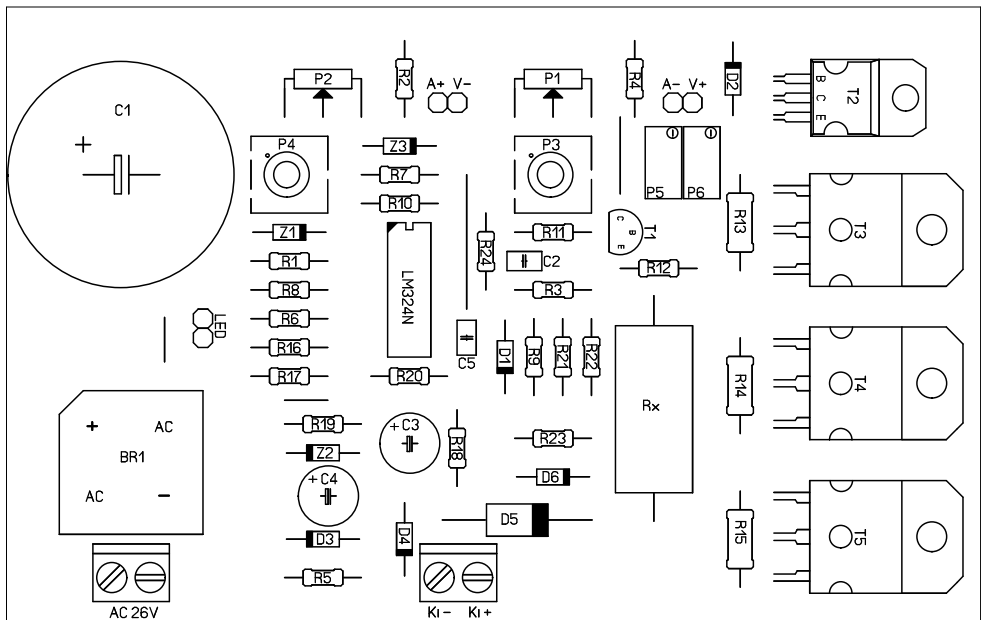 P2
R2
A+ V-
P1
R4
A- V+
D2
B
C
E
T2
C1
+
P4
Z3
R7
R10
P3
P5
P6
R13
T3
Z1
R1
R8
R6
R16
R17
LM324N
R24
R11
C2
R3
C
B
E
T1
R12
LED
C5
D1
R9
R21
R22
R20
Rx
R14
T4
+ AC
BR1
AC -
R19
Z2
+ C3
R18
R23
D6
+ C4
D3
D4
D5
R5
R15
T5
AC 26V
Ki - Ki +